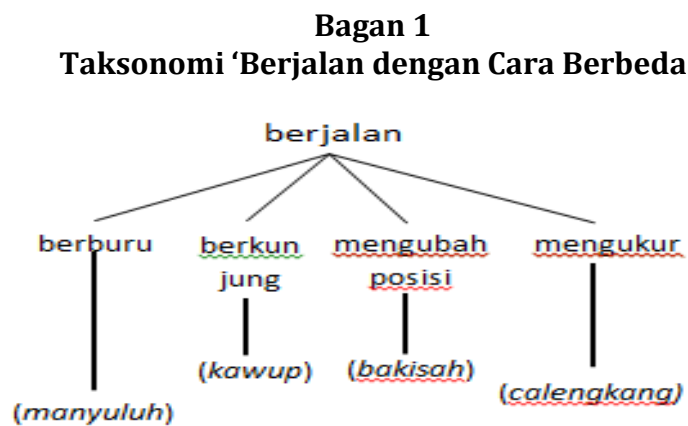 Bagan 1
Taksonomi ‘Berjalan dengan Cara Berbeda
berjalan
berburu
berkun
jung
mengubah
posisi
mengukur
(kawup)
(bakisah)
(calengkang)
(manyuluh)